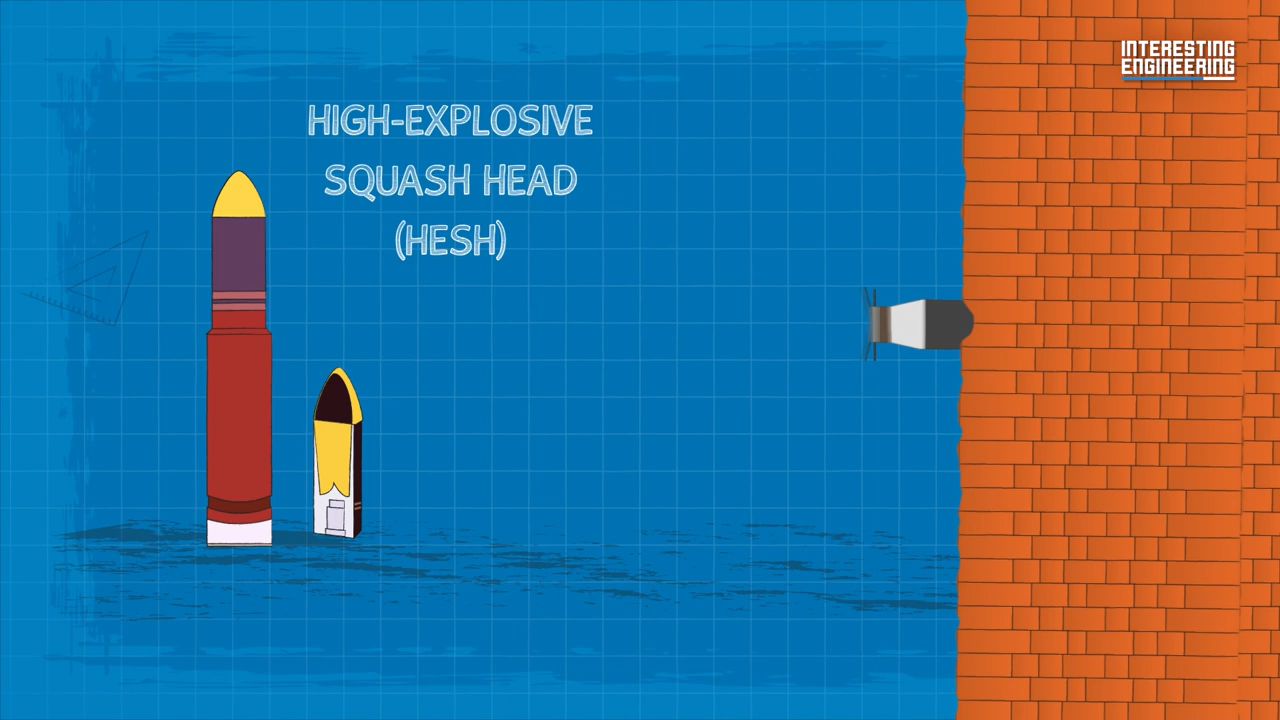 HIGH-EXPLOSIVE
SQUASH HEAD
(HESH)
INTERESTING
ENGINEERING